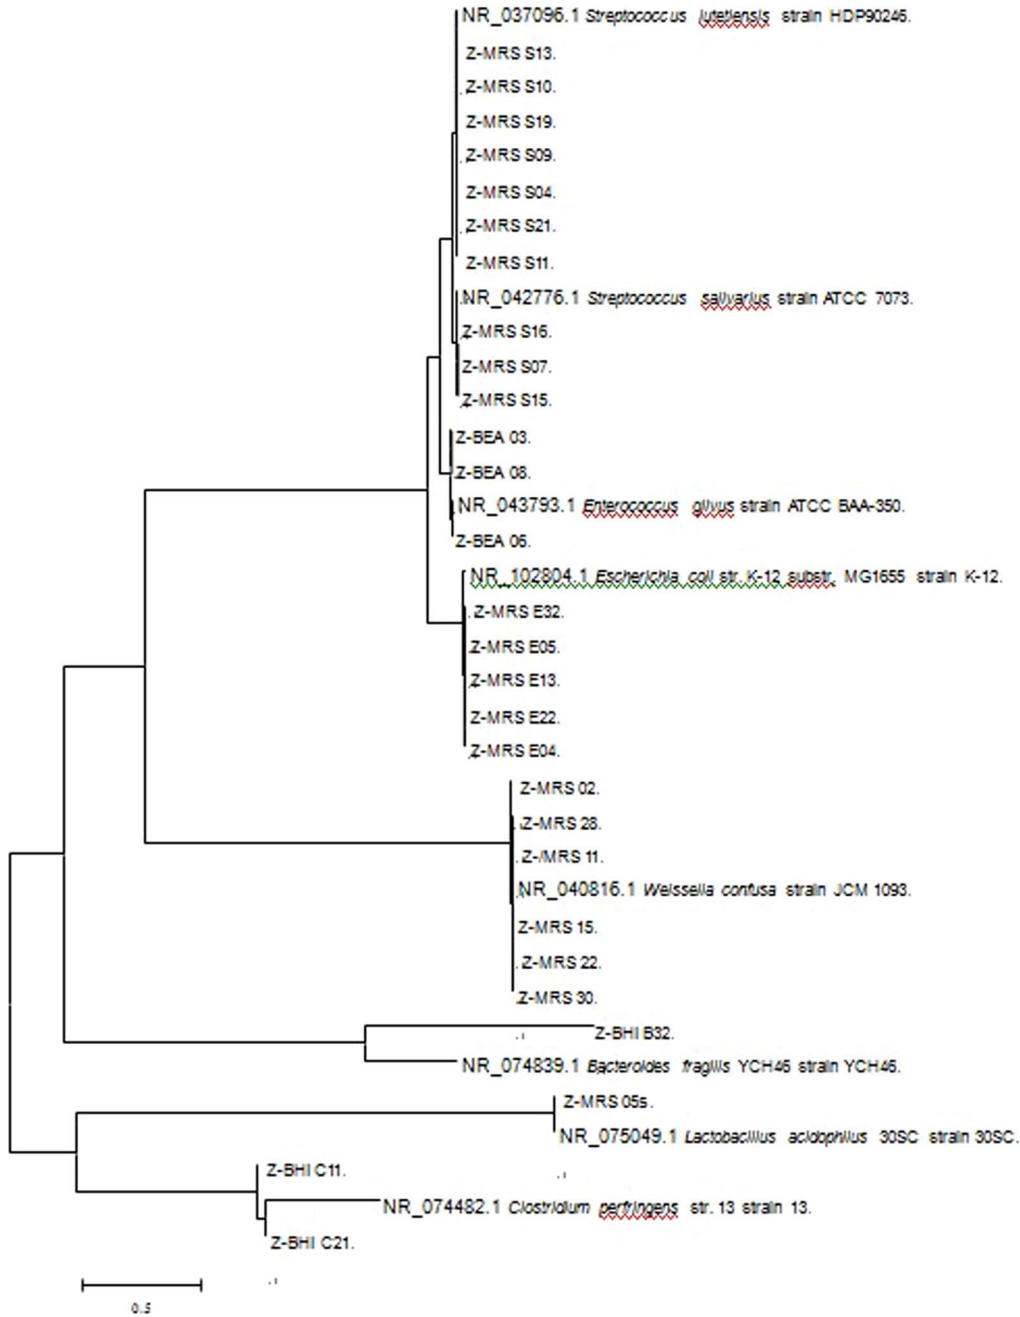 NR_037096.1 Streptococcus lutetiensis strain HDP90246.
Z-MRS S13.
Z-MRS S10.
Z-MRS S19.
Z-MRS S09.
Z-MRS S04.
Z-MRS S21.
Z-MRS S11.
NR_042776.1 Streptococcus salivarius strain ATCC 7073.
Z-MRS S16.
Z-MRS S07.
Z-MRS S15.
Z-BEA 03.
Z-BEA 08.
NR_043793.1 Enterococcus gilvus strain ATCC BAA-350.
Z-BEA 06.
NR_102804.1 Escherichia coli str. K-12 substr. MG1655 strain K-12.
Z-MRS E32.
Z-MRS E05.
Z-MRS E13.
Z-MRS E22.
Z-MRS E04.
Z-MRS 02.
Z-MRS 28.
Z-/MRS 11.
NR_040816.1 Weissella confusa strain JCM 1093.
Z-MRS 15.
Z-MRS 22.
Z-MRS 30.
Z-BHI B32.
NR_074839.1 Bacteroides fragilis YCH46 strain YCH46.
Z-MRS 05s.
NR_075049.1 Lactobacillus acidophilus 30SC strain 30SC.
Z-BHI C11.
NR_074482.1 Clostridium perfringens str. 13 strain 13.
Z-BHI C21.
0.5